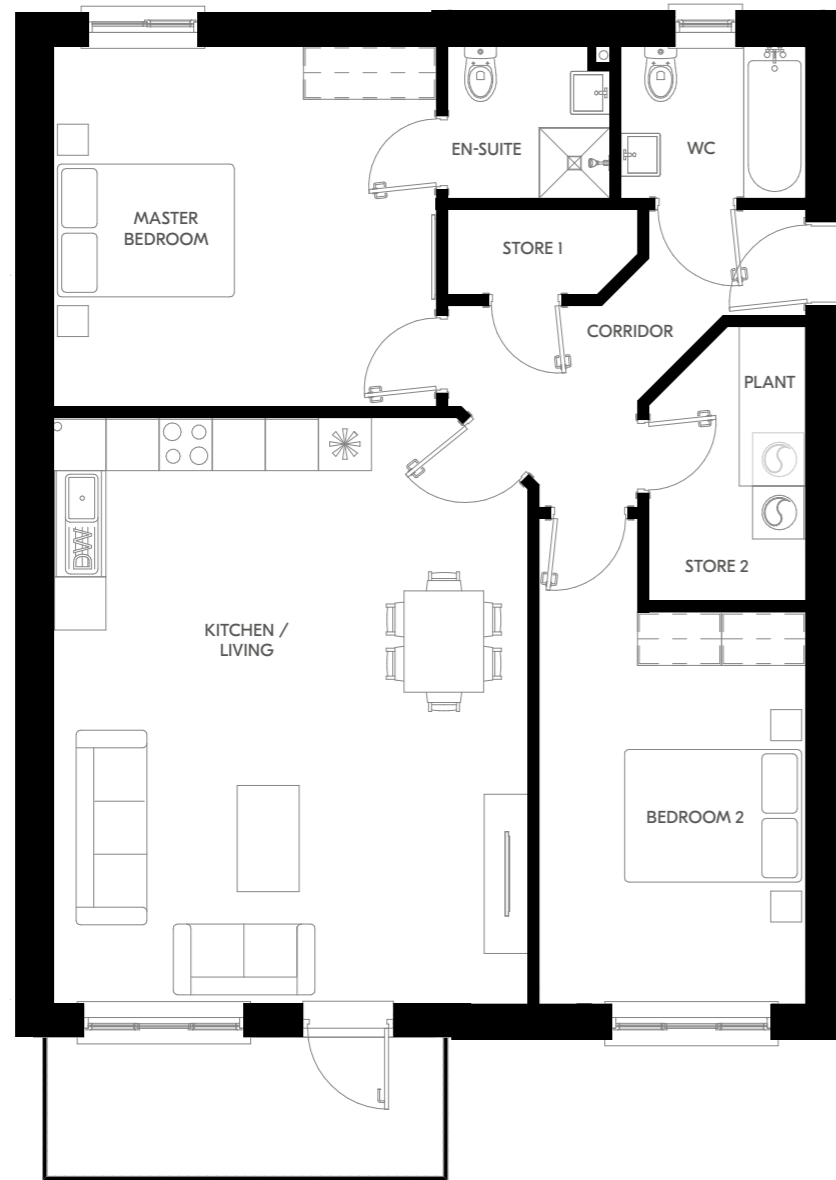 EN-SUITE
WC
MASTER
BEDROOM
STORE 1
CORRIDOR
PLANT
DW
STORE 2
KITCHEN /
LIVING
BEDROOM 2